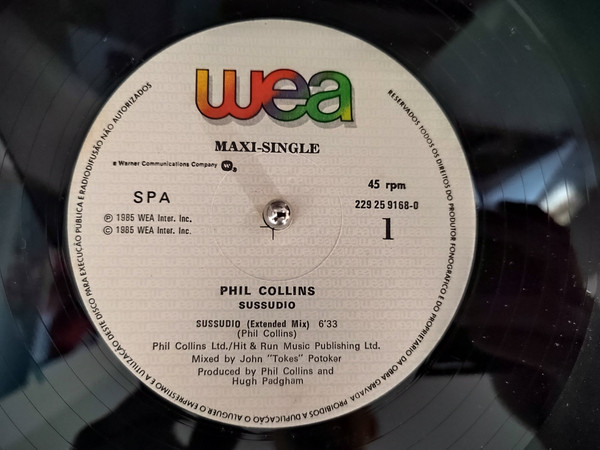 wea
MAXI-SINGLE
a Warner Communications Company
SPA
45 rpm
℗ 1985 WEA Inter. Inc.
© 1985 WEA Inter. Inc.
229 25 9168-0
1
PHIL COLLINS
SUSSUDIO
SUSSUDIO (Extended Mix) 6'33
(Phil Collins)
Phil Collins Ltd./Hit & Run Music Publishing Ltd.
Mixed by John "Tokes" Potoker
Produced by Phil Collins and
Hugh Padgham
RESERVADOS TODOS OS DIREITOS DO PRODUTOR FONOGRÁFICO E DO PROPRIETÁRIO DA OBRA GRAVADA. PROIBIDOS A DUPLICAÇÃO O ALUGUER O EMPRÉSTIMO E A UTILIZAÇÃO DESTE DISCO PARA EXECUÇÃO PÚBLICA E RADIODIFUSÃO NÃO AUTORIZADOS